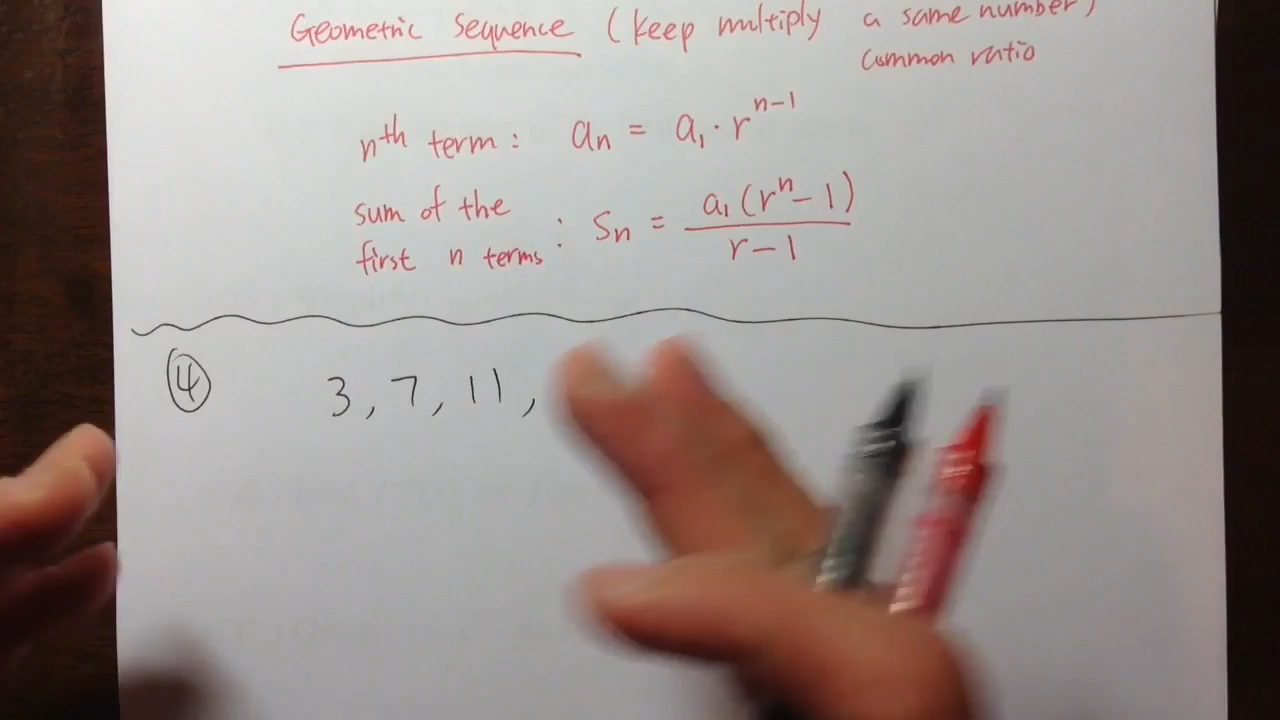 Geometric Sequence (keep multiply a same number)
common ratio
nth term: an = a1 · r^n-1
sum of the first n terms : Sn = a1 (r^n - 1) / r - 1
④ 3, 7, 11,